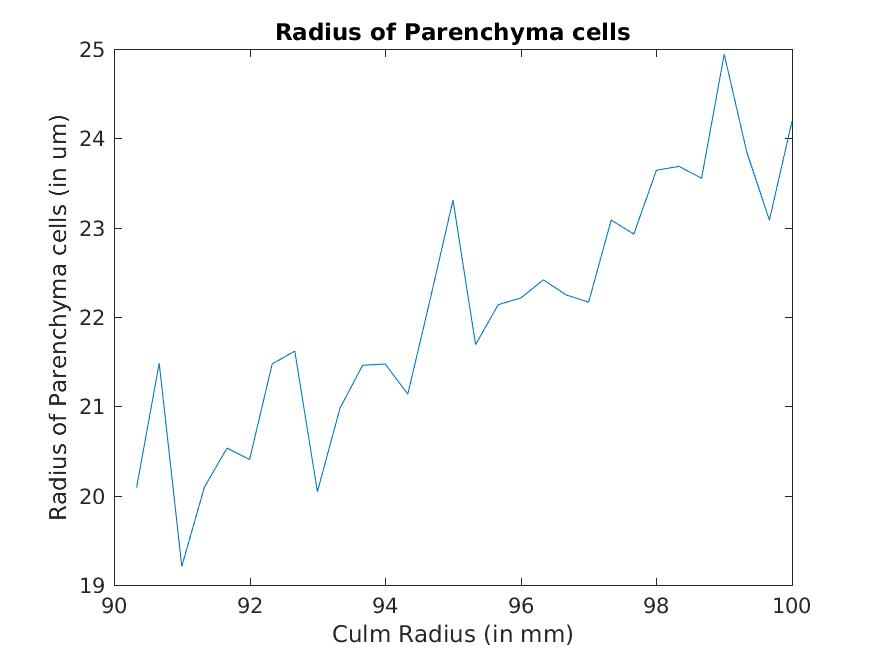 Radius of Parenchyma cells
25
24
23
22
21
20
19
Radius of Parenchyma cells (in um)
90 92 94 96 98 100
Culm Radius (in mm)